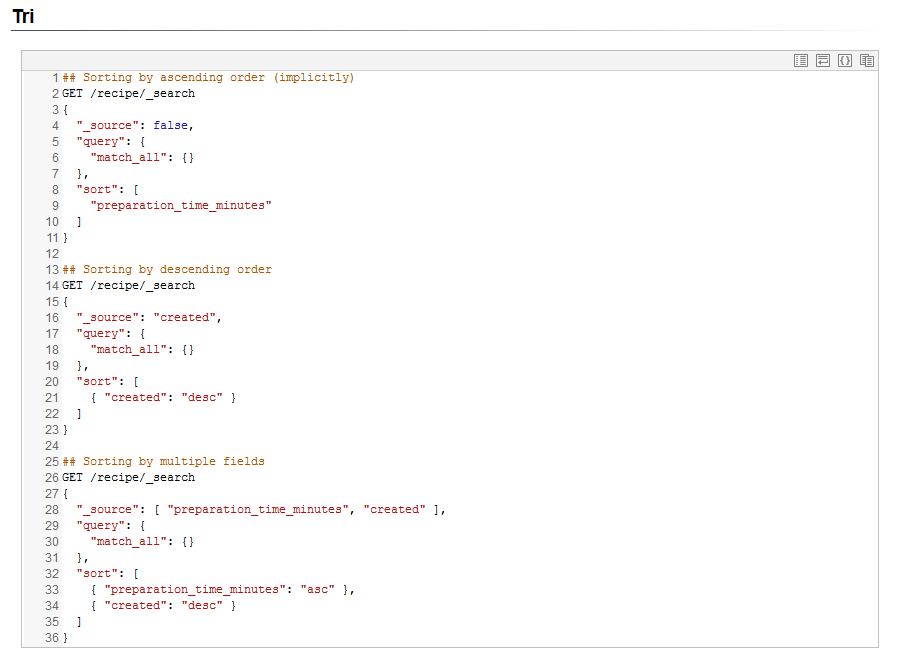 Tri
1 ## Sorting by ascending order (implicitly)
2 GET /recipe/_search
3 {
4   "_source": false,
5   "query": {
6     "match_all": {}
7   },
8   "sort": [
9     "preparation_time_minutes"
10   ]
11 }
12
13 ## Sorting by descending order
14 GET /recipe/_search
15 {
16   "_source": "created",
17   "query": {
18     "match_all": {}
19   },
20   "sort": [
21     { "created": "desc" }
22   ]
23 }
24
25 ## Sorting by multiple fields
26 GET /recipe/_search
27 {
28   "_source": [ "preparation_time_minutes", "created" ],
29   "query": {
30     "match_all": {}
31   },
32   "sort": [
33     { "preparation_time_minutes": "asc" },
34     { "created": "desc" }
35   ]
36 }